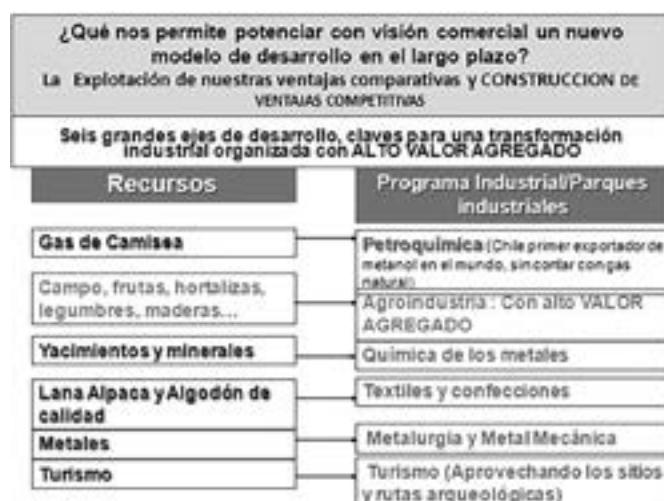 ¿Qué nos permite potenciar con visión comercial un nuevo
modelo de desarrollo en el largo plazo?
La Explotación de nuestras ventajas comparativas y CONSTRUCCION DE
VENTAJAS COMPETITIVAS
Seis grandes ejes de desarrollo, claves para una transformación
industrial organizada con ALTO VALOR AGREGADO
Recursos
Programa Industrial/Parques
industriales
Gas de Camisea
Petroquímica (Chile primer exportador de
metanol en el mundo, sin contar con gas
natural)
Campo, frutas, hortalizas,
legumbres, maderas...
Agroindustria : Con alto VALOR
AGREGADO
Yacimientos y minerales
Química de los metales
Lana Alpaca y Algodón de
calidad
Textiles y confecciones
Metales
Metalurgia y Metal Mecánica
Turismo
Turismo (Aprovechando los sitios
y rutas arqueológicas)